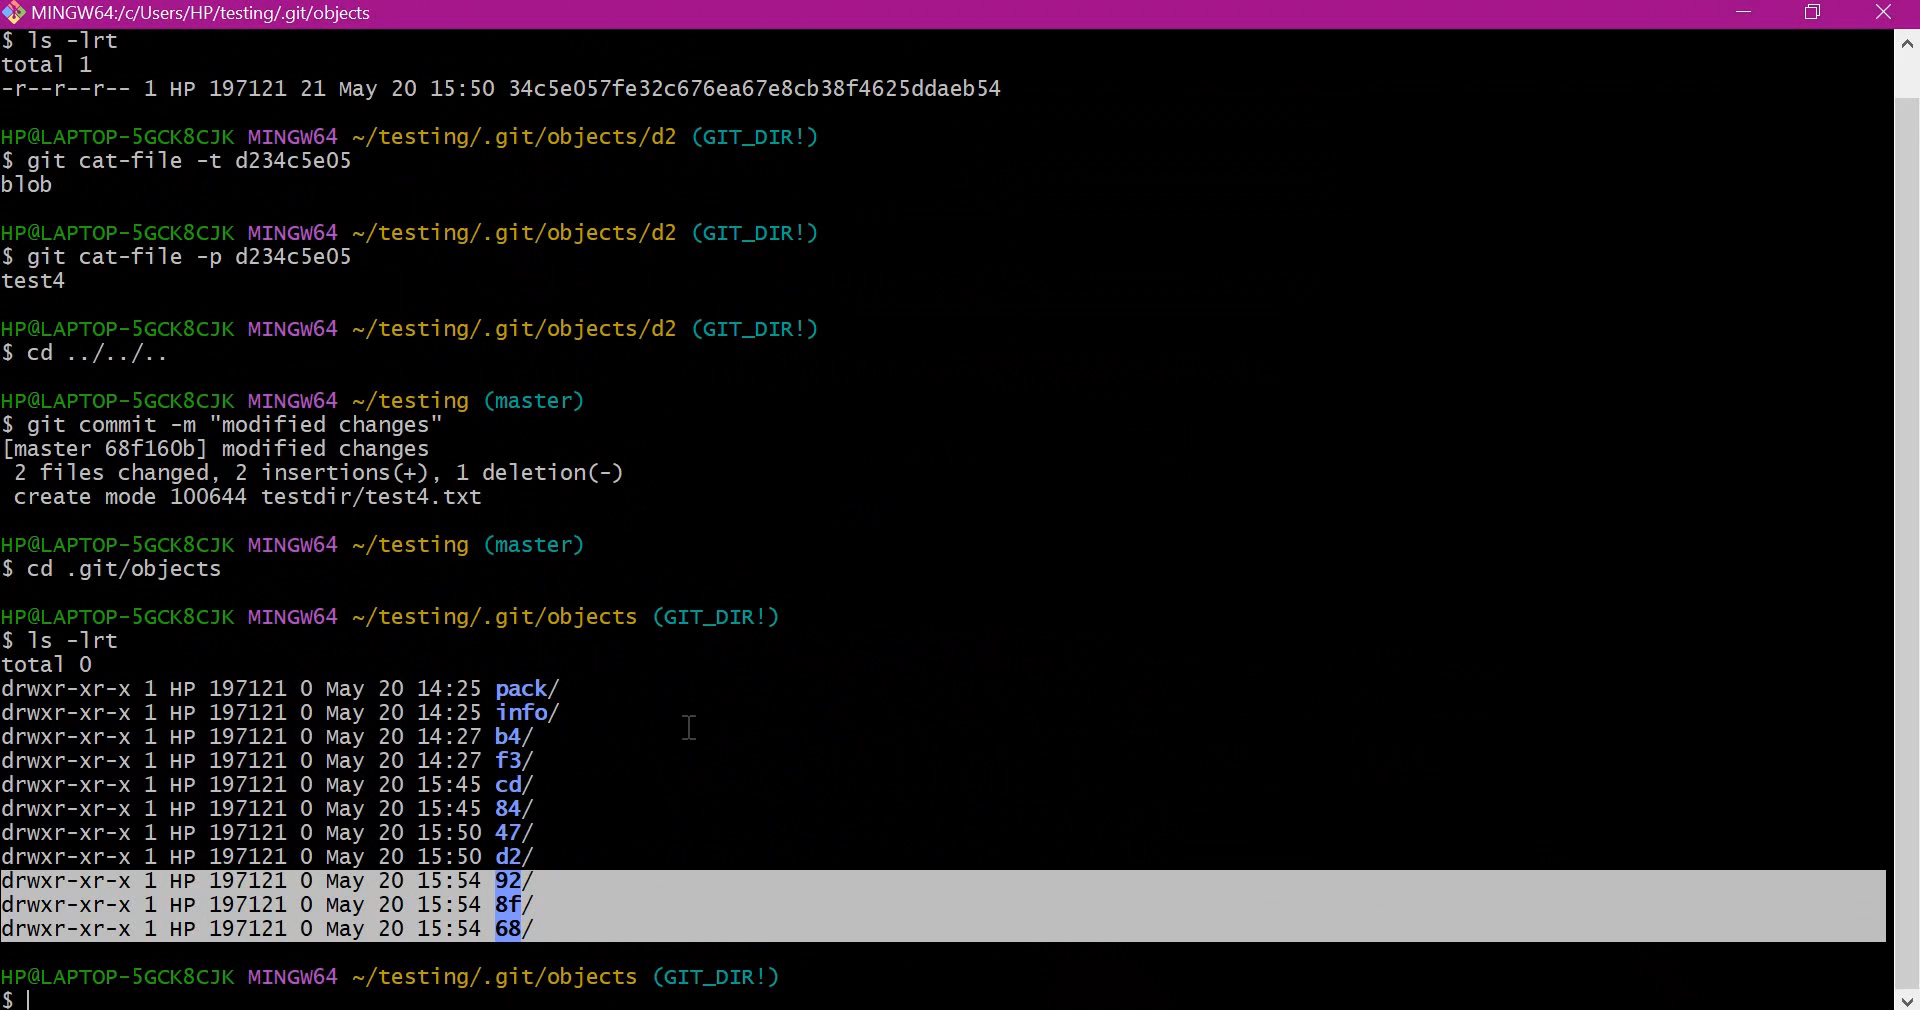 MINGW64:/c/Users/HP/testing/.git/objects
$ ls -lrt
total 1
-r--r--r-- 1 HP 197121 21 May 20 15:50 34c5e057fe32c676ea67e8cb38f4625ddaeb54
HP@LAPTOP-5GCK8CJK MINGW64 ~/testing/.git/objects/d2 (GIT_DIR!)
$ git cat-file -t d234c5e05
blob
HP@LAPTOP-5GCK8CJK MINGW64 ~/testing/.git/objects/d2 (GIT_DIR!)
$ git cat-file -p d234c5e05
test4
HP@LAPTOP-5GCK8CJK MINGW64 ~/testing/.git/objects/d2 (GIT_DIR!)
$ cd ../../..
HP@LAPTOP-5GCK8CJK MINGW64 ~/testing (master)
$ git commit -m "modified changes"
[master 68f160b] modified changes
 2 files changed, 2 insertions(+), 1 deletion(-)
 create mode 100644 testdir/test4.txt
HP@LAPTOP-5GCK8CJK MINGW64 ~/testing (master)
$ cd .git/objects
HP@LAPTOP-5GCK8CJK MINGW64 ~/testing/.git/objects (GIT_DIR!)
$ ls -lrt
total 0
drwxr-xr-x 1 HP 197121 0 May 20 14:25 pack/
drwxr-xr-x 1 HP 197121 0 May 20 14:25 info/
drwxr-xr-x 1 HP 197121 0 May 20 14:27 b4/
drwxr-xr-x 1 HP 197121 0 May 20 14:27 f3/
drwxr-xr-x 1 HP 197121 0 May 20 15:45 cd/
drwxr-xr-x 1 HP 197121 0 May 20 15:45 84/
drwxr-xr-x 1 HP 197121 0 May 20 15:50 47/
drwxr-xr-x 1 HP 197121 0 May 20 15:50 d2/
drwxr-xr-x 1 HP 197121 0 May 20 15:54 92/
drwxr-xr-x 1 HP 197121 0 May 20 15:54 8f/
drwxr-xr-x 1 HP 197121 0 May 20 15:54 68/
HP@LAPTOP-5GCK8CJK MINGW64 ~/testing/.git/objects (GIT_DIR!)
$